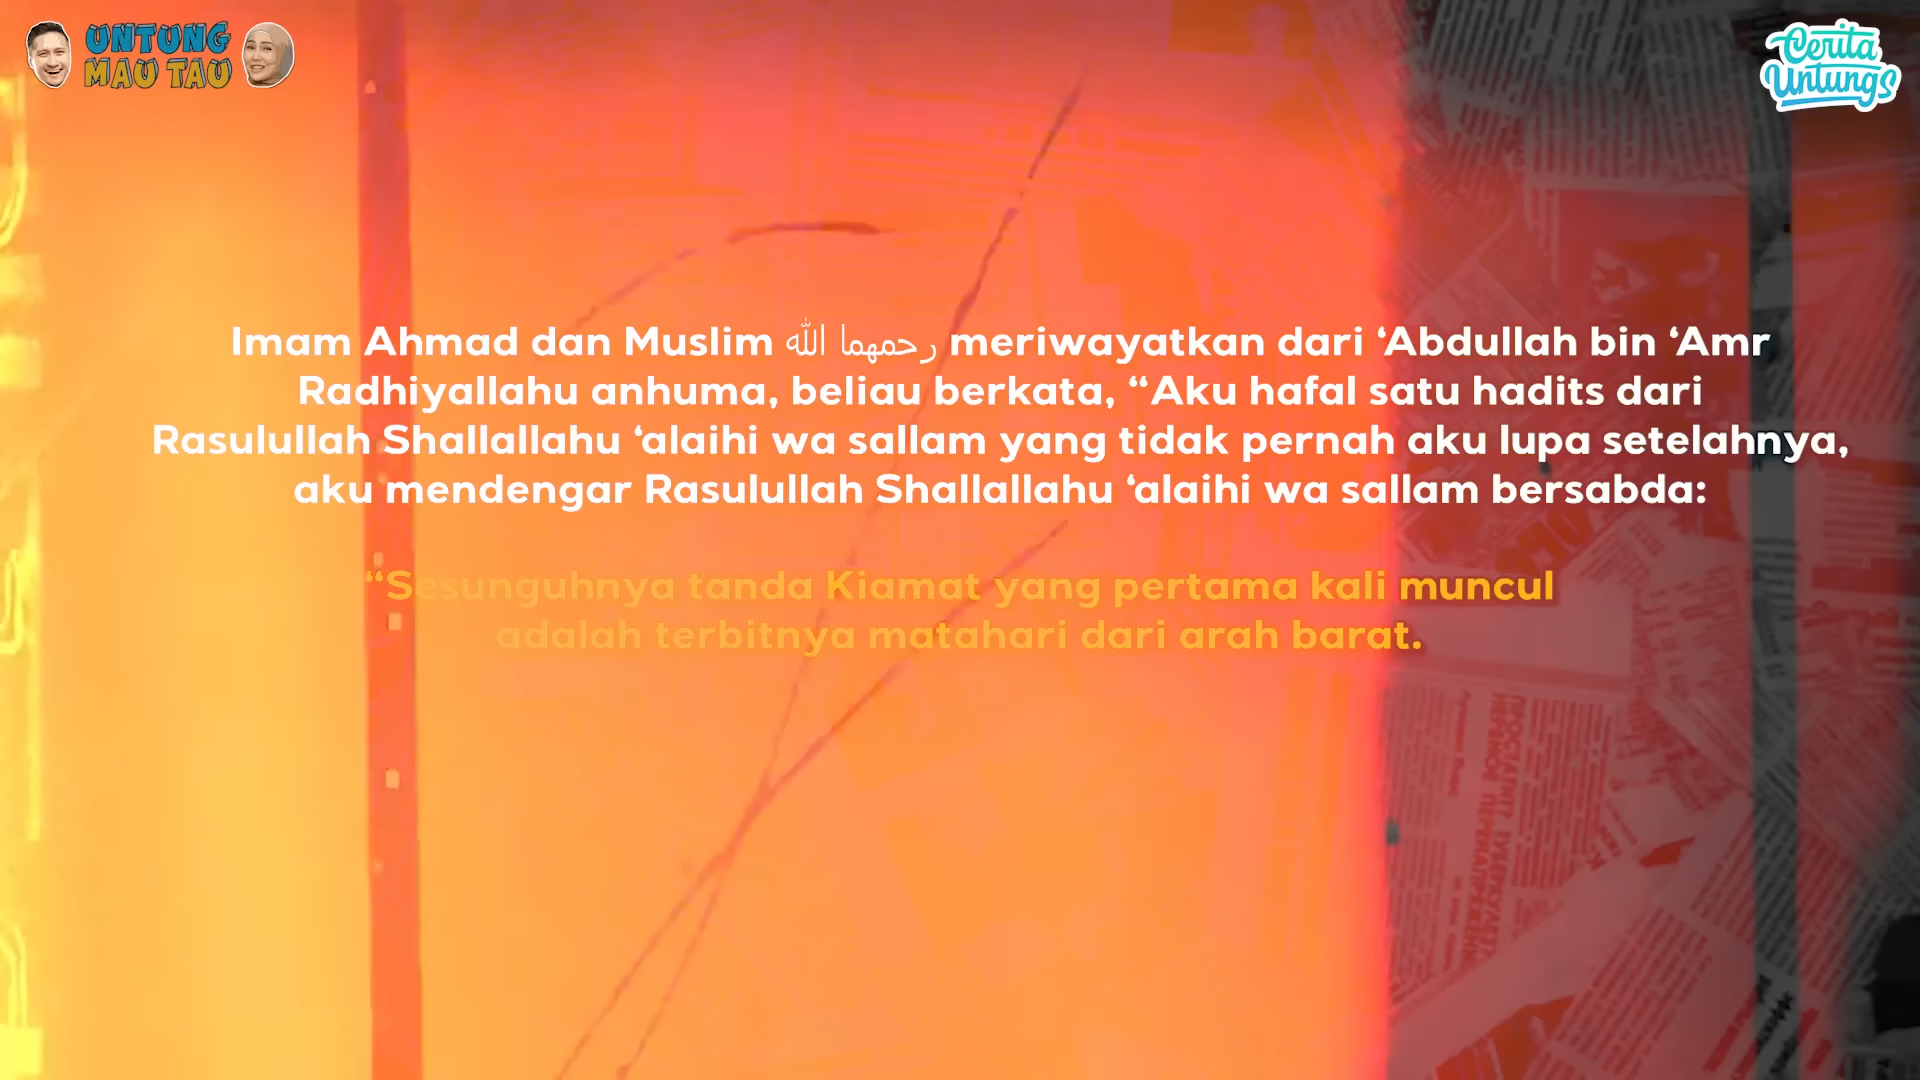 UNTUNG
MAU TAU
Cerita
Untungs
Imam Ahmad dan Muslim رحمهما الله meriwayatkan dari ‘Abdullah bin ‘Amr
Radhiyallahu anhuma, beliau berkata, “Aku hafal satu hadits dari
Rasulullah Shallallahu ‘alaihi wa sallam yang tidak pernah aku lupa setelahnya,
aku mendengar Rasulullah Shallallahu ‘alaihi wa sallam bersabda:
“Sesunguhnya tanda Kiamat yang pertama kali muncul
adalah terbitnya matahari dari arah barat.